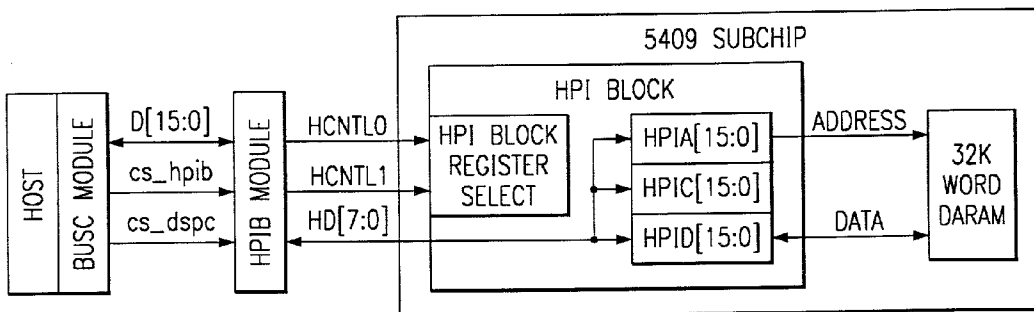 5409 SUBCHIP
HPI BLOCK
HOST
BUSC MODULE
D[15:0]
cs_hpib
cs_dspc
HPIB MODULE
HCNTL0
HCNTL1
HD[7:0]
HPI BLOCK
REGISTER
SELECT
HPIA[15:0]
HPIC[15:0]
HPID[15:0]
ADDRESS
DATA
32K
WORD
DARAM